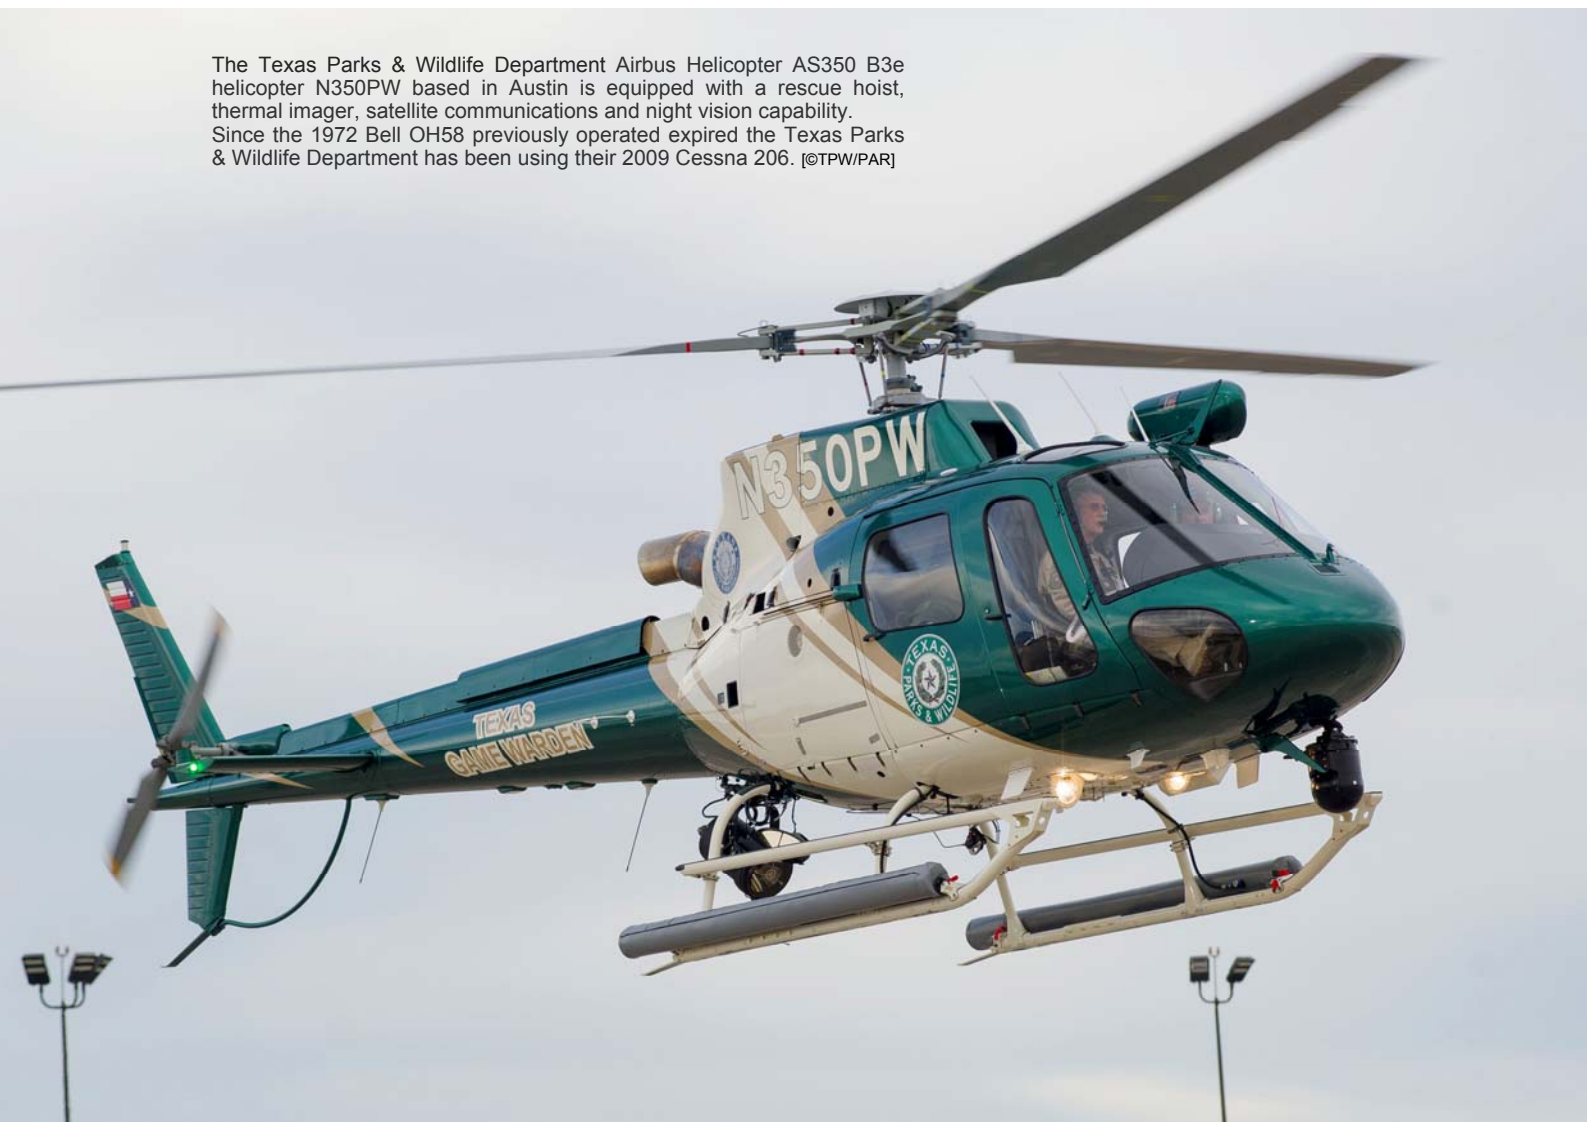 The Texas Parks & Wildlife Department Airbus Helicopter AS350 B3e
helicopter N350PW based in Austin is equipped with a rescue hoist,
thermal imager, satellite communications and night vision capability.
Since the 1972 Bell OH58 previously operated expired the Texas Parks
& Wildlife Department has been using their 2009 Cessna 206. [©TPW/PAR]
N350PW
TEXAS
PARKS & WILDLIFE
TEXAS
GAME WARDEN